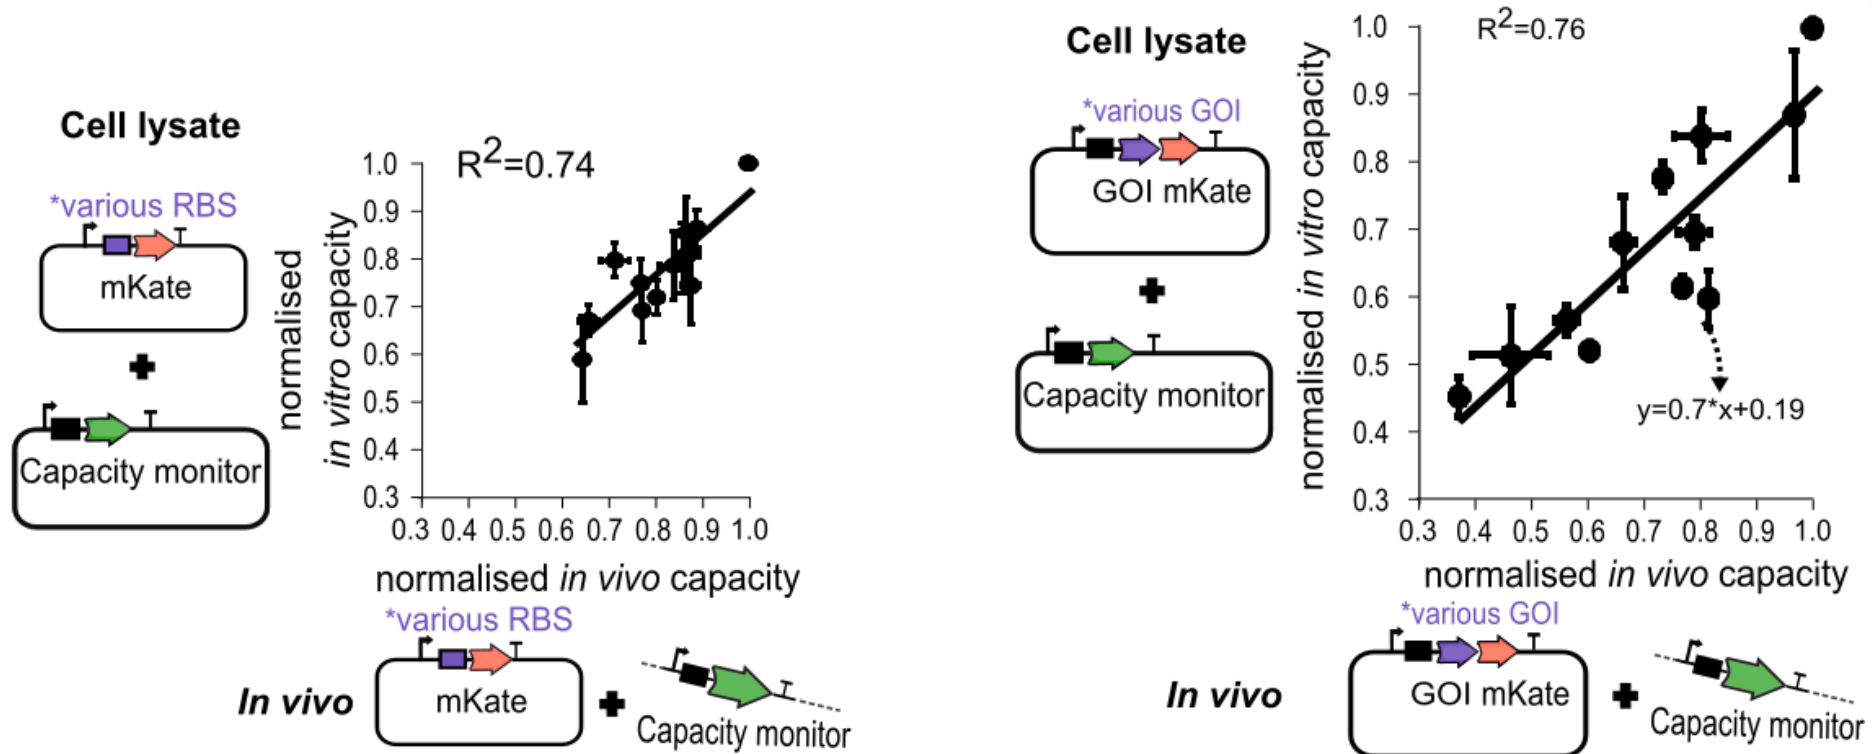 Cell lysate
*various RBS
mKate
Capacity monitor
normalised
in vitro capacity
R2=0.74
1.0
0.9
0.8
0.7
0.6
0.5
0.4
0.3
0.3 0.4 0.5 0.6 0.7 0.8 0.9 1.0
normalised in vivo capacity
*various RBS
In vivo
mKate
Capacity monitor
Cell lysate
*various GOI
GOI mKate
Capacity monitor
normalised in vitro capacity
R2=0.76
1.0
0.9
0.8
0.7
0.6
0.5
0.4
0.3
y=0.7*x+0.19
0.3 0.4 0.5 0.6 0.7 0.8 0.9 1.0
normalised in vivo capacity
*various GOI
In vivo
GOI mKate
Capacity monitor